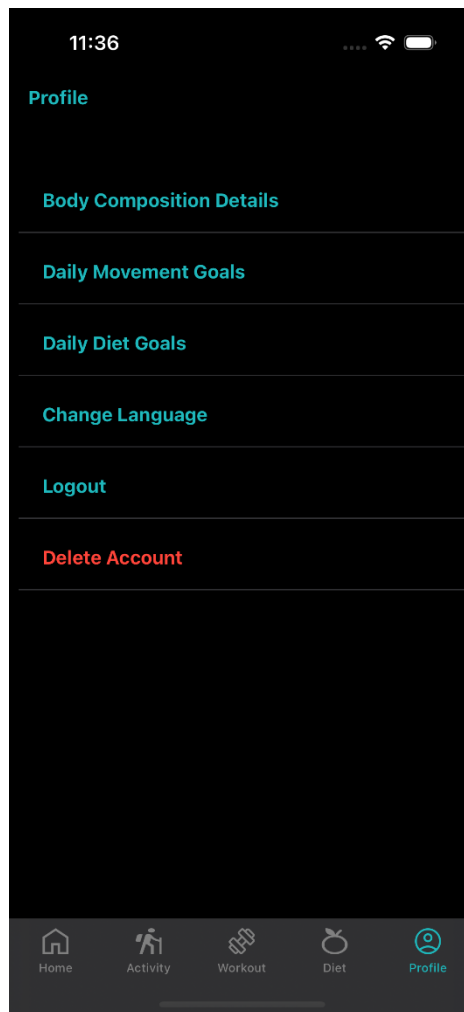 11:36
Profile
Body Composition Details
Daily Movement Goals
Daily Diet Goals
Change Language
Logout
Delete Account
Home Activity Workout Diet Profile